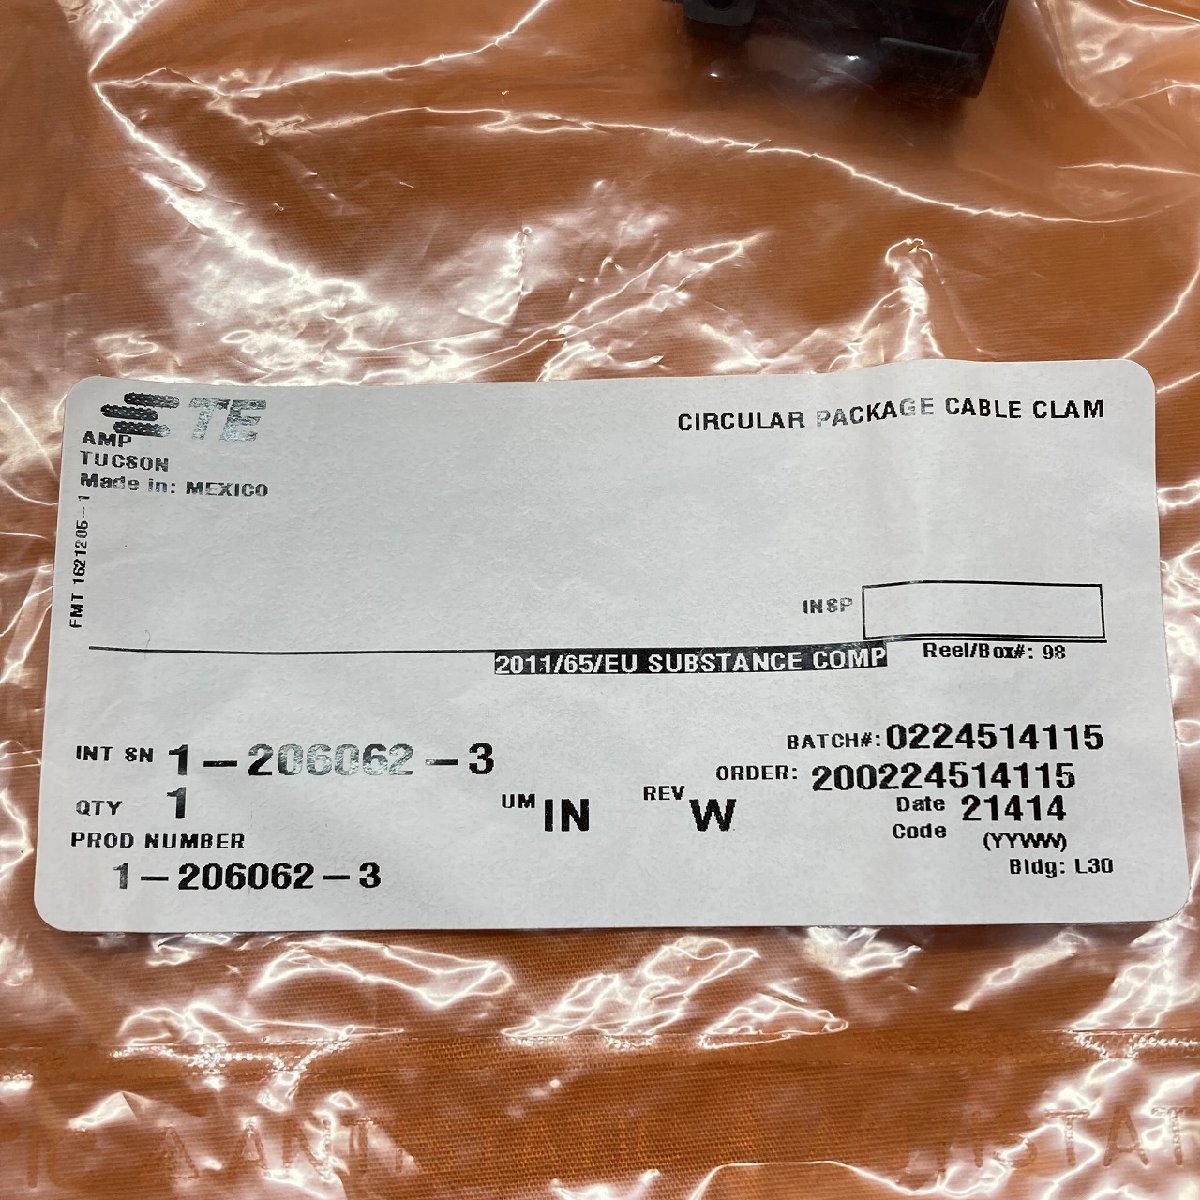 TE
CIRCULAR PACKAGE CABLE CLAM
AMP
TUCSON
Made in: MEXICO
FMT 1621205-1
INSP
2011/65/EU SUBSTANCE COMP
Reel/Box#: 98
INT SN 1-206062-3
BATCH#: 0224514115
ORDER: 200224514115
QTY 1
UM IN
REV W
Date Code 21414
(YYWW)
PROD NUMBER
1-206062-3
Bldg: L30